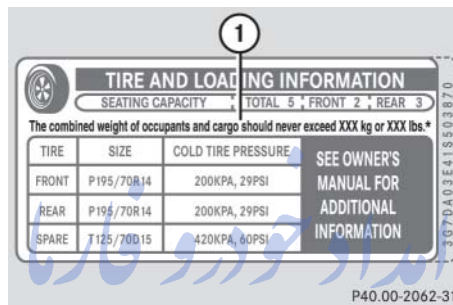 1
TIRE AND LOADING INFORMATION
SEATING CAPACITY TOTAL 5 FRONT 2 REAR 3
The combined weight of occupants and cargo should never exceed XXX kg or XXX lbs.*
TIRE SIZE COLD TIRE PRESSURE SEE OWNER'S MANUAL FOR ADDITIONAL INFORMATION
FRONT P195/70R14 200KPA, 29PSI
REAR P195/70R14 200KPA, 29PSI
SPARE T125/70D15 420KPA, 60PSI
3G7DA03E41S503870
امداد خودرو فارما
P40.00-2062-31